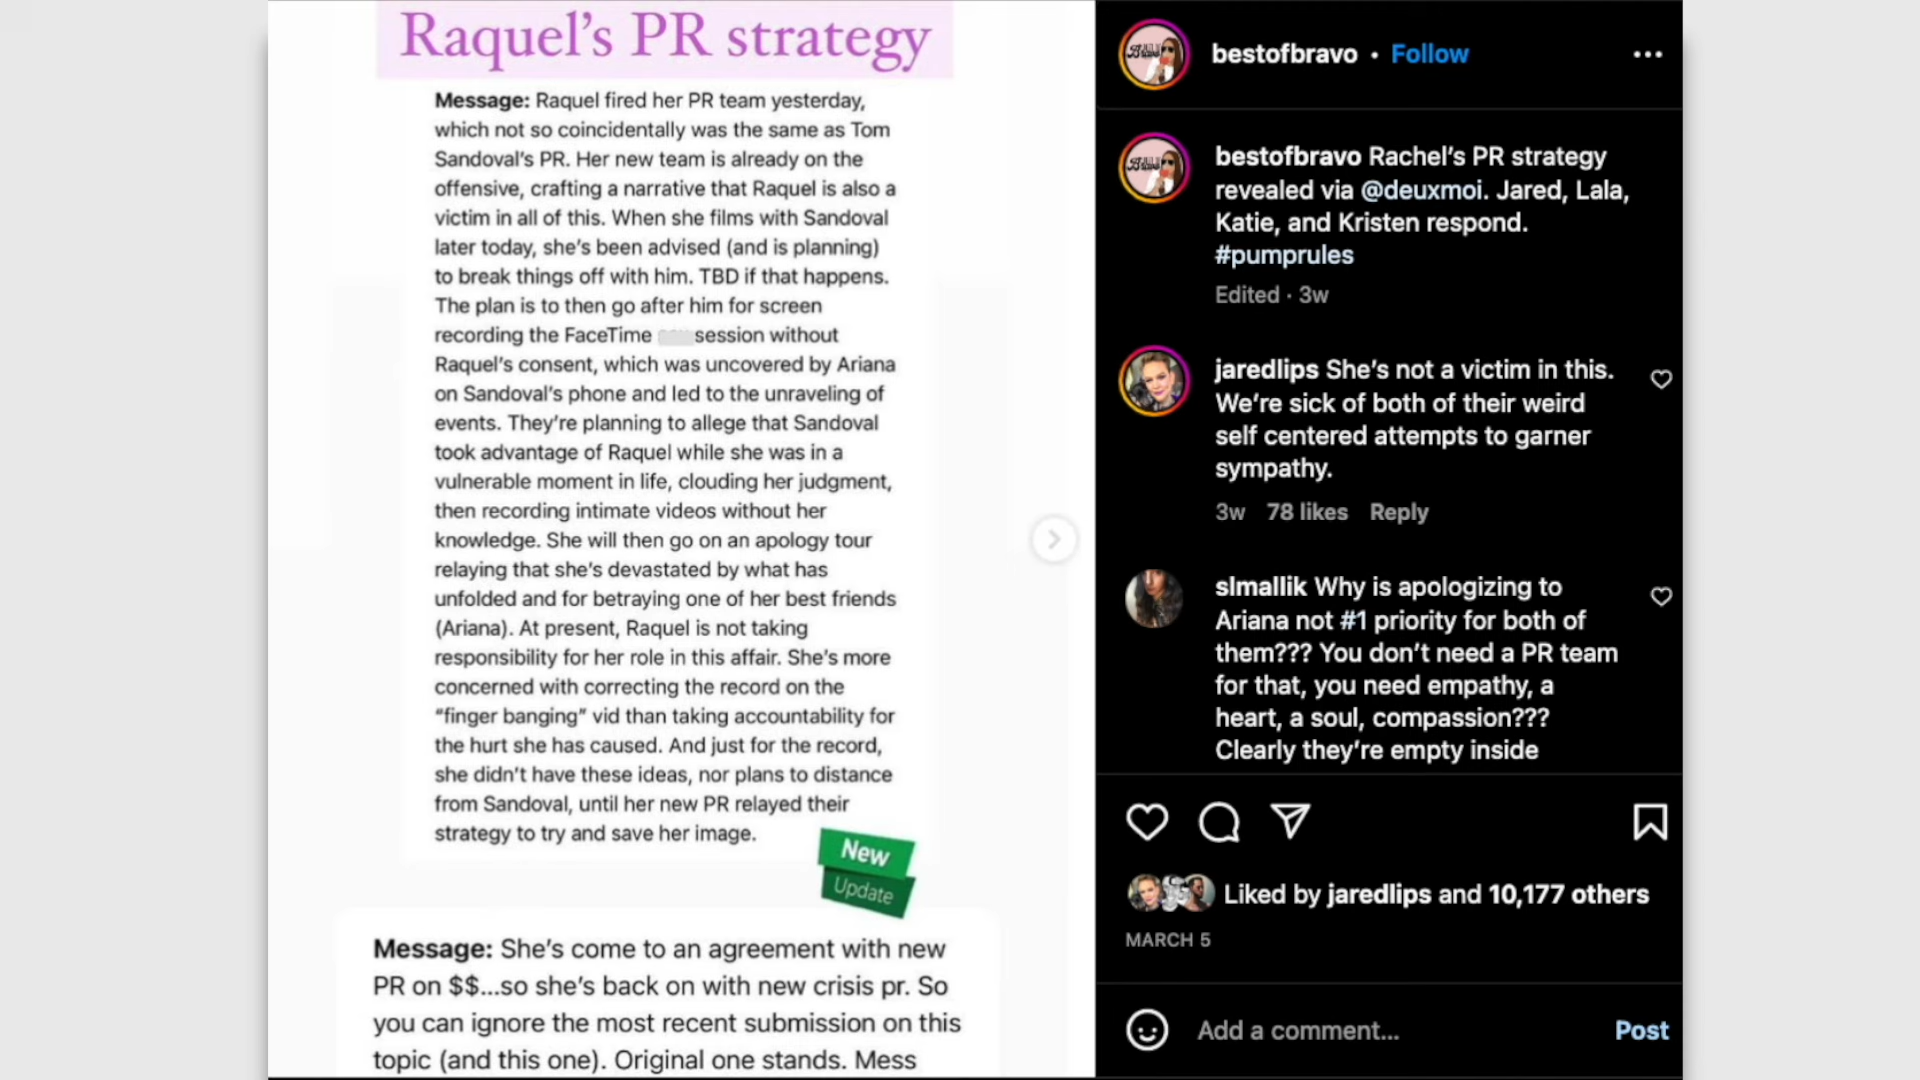 Raquel's PR strategy
Message: Raquel fired her PR team yesterday,
which not so coincidentally was the same as Tom
Sandoval's PR. Her new team is already on the
offensive, crafting a narrative that Raquel is also a
victim in all of this. When she films with Sandoval
later today, she's been advised (and is planning)
to break things off with him. TBD if that happens.
The plan is to then go after him for screen
recording the FaceTime session without
Raquel's consent, which was uncovered by Ariana
on Sandoval's phone and led to the unraveling of
events. They're planning to allege that Sandoval
took advantage of Raquel while she was in a
vulnerable moment in life, clouding her judgment,
then recording intimate videos without her
knowledge. She will then go on an apology tour
relaying that she's devastated by what has
unfolded and for betraying one of her best friends
(Ariana). At present, Raquel is not taking
responsibility for her role in this affair. She's more
concerned with correcting the record on the
"finger banging" vid than taking accountability for
the hurt she has caused. And just for the record,
she didn't have these ideas, nor plans to distance
from Sandoval, until her new PR relayed their
strategy to try and save her image.
New
Update
Message: She's come to an agreement with new
PR on $$...so she's back on with new crisis pr. So
you can ignore the most recent submission on this
topic (and this one). Original one stands. Mess
bestofbravo • Follow
bestofbravo Rachel's PR strategy
revealed via @deuxmoi. Jared, Lala,
Katie, and Kristen respond.
#pumprules
Edited · 3w
jaredlips She's not a victim in this.
We're sick of both of their weird
self centered attempts to garner
sympathy.
3w 78 likes Reply
slmallik Why is apologizing to
Ariana not #1 priority for both of
them??? You don't need a PR team
for that, you need empathy, a
heart, a soul, compassion???
Clearly they're empty inside
Liked by jaredlips and 10,177 others
MARCH 5
Add a comment...
Post